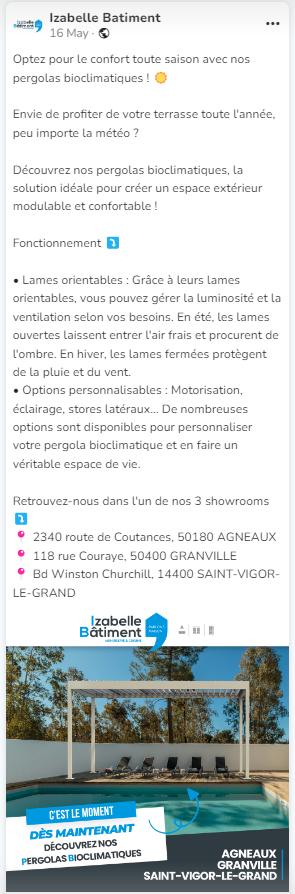 Izabelle Batiment
16 May ·
Optez pour le confort toute saison avec nos
pergolas bioclimatiques ! ☀️
Envie de profiter de votre terrasse toute l'année,
peu importe la météo ?
Découvrez nos pergolas bioclimatiques, la
solution idéale pour créer un espace extérieur
modulable et confortable !
Fonctionnement ⤵️
• Lames orientables : Grâce à leurs lames
orientables, vous pouvez gérer la luminosité et la
ventilation selon vos besoins. En été, les lames
ouvertes laissent entrer l'air frais et procurent de
l'ombre. En hiver, les lames fermées protègent
de la pluie et du vent.
• Options personnalisables : Motorisation,
éclairage, stores latéraux... De nombreuses
options sont disponibles pour personnaliser
votre pergola bioclimatique et en faire un
véritable espace de vie.
Retrouvez-nous dans l'un de nos 3 showrooms
⤵️
📍 2340 route de Coutances, 50180 AGNEAUX
📍 118 rue Couraye, 50400 GRANVILLE
📍 Bd Winston Churchill, 14400 SAINT-VIGOR-
LE-GRAND
Izabelle
Bâtiment
C'EST LE MOMENT
DÈS MAINTENANT
DÉCOUVREZ NOS
PERGOLAS BIOCLIMATIQUES
AGNEAUX
GRANVILLE
SAINT-VIGOR-LE-GRAND